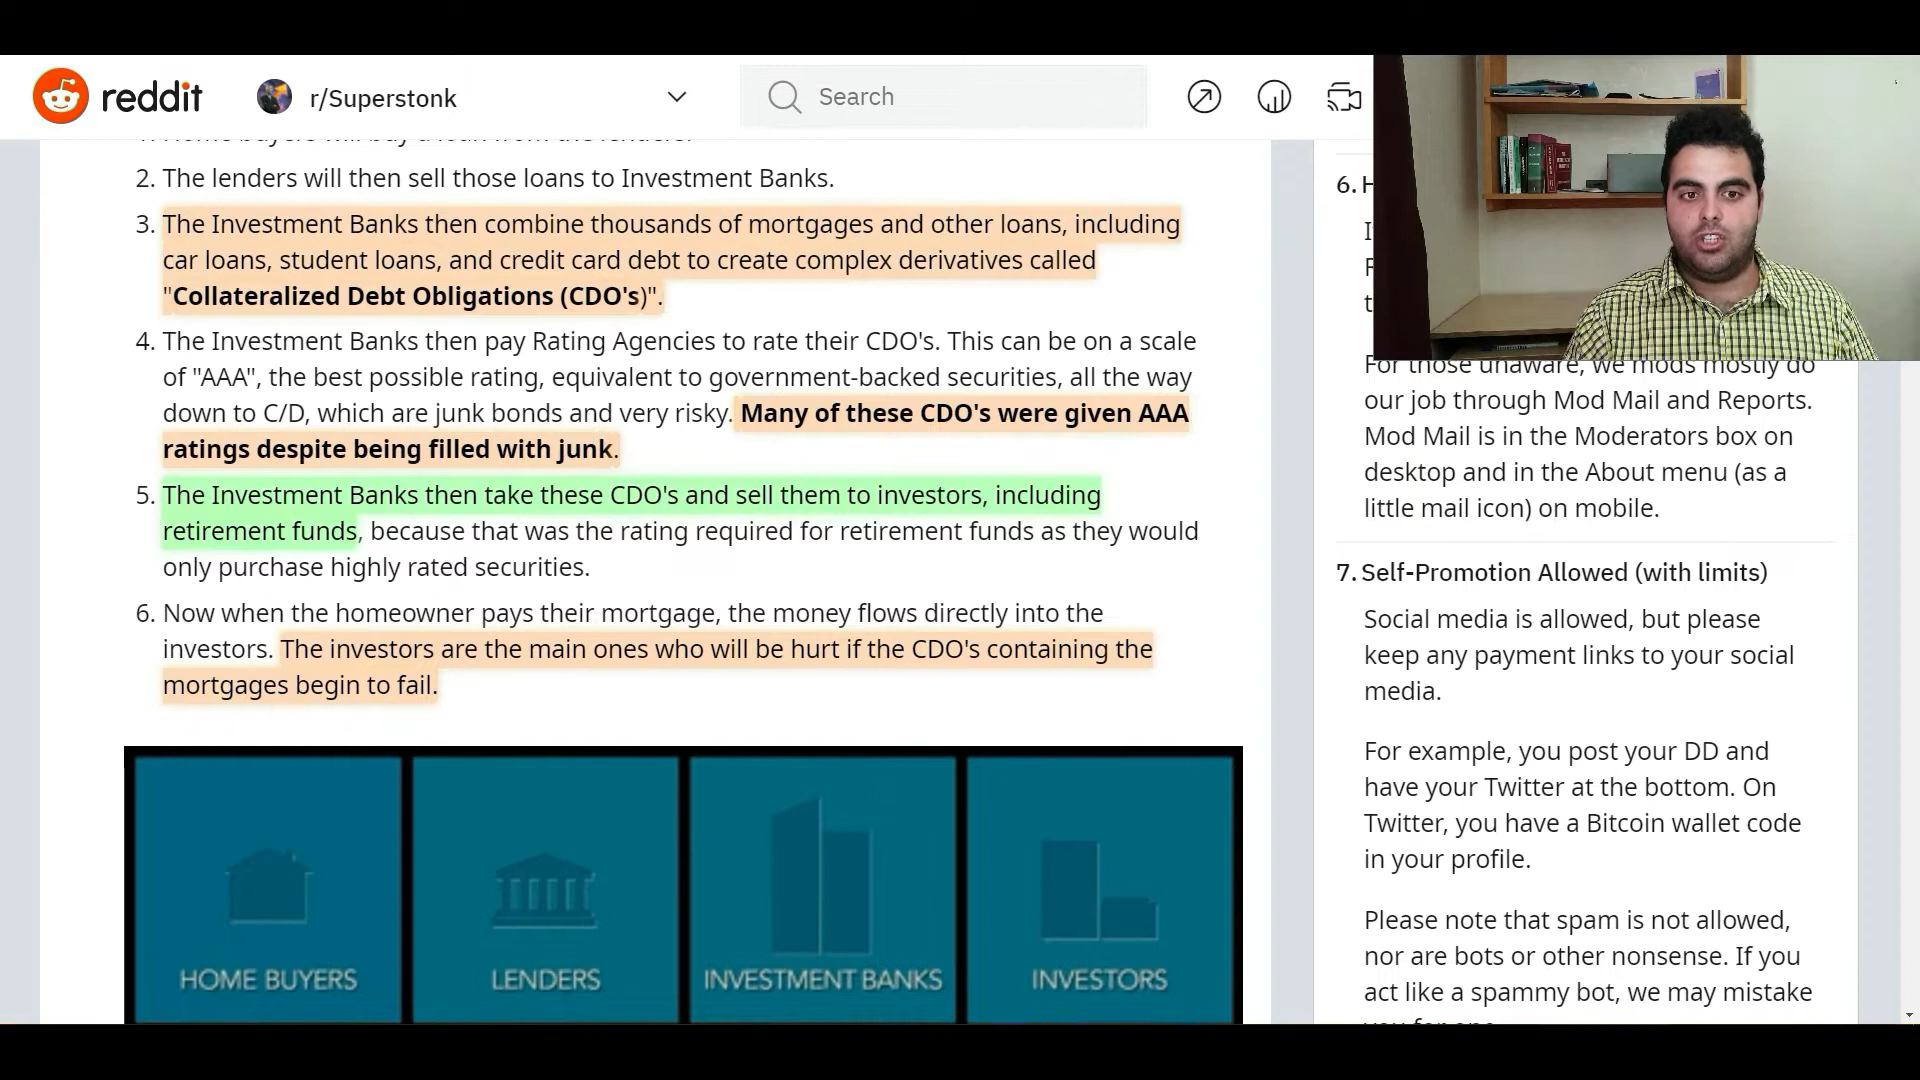 reddit
r/Superstonk
Search
2. The lenders will then sell those loans to Investment Banks.
3. The Investment Banks then combine thousands of mortgages and other loans, including
car loans, student loans, and credit card debt to create complex derivatives called
"Collateralized Debt Obligations (CDO's)".
4. The Investment Banks then pay Rating Agencies to rate their CDO's. This can be on a scale
of "AAA", the best possible rating, equivalent to government-backed securities, all the way
down to C/D, which are junk bonds and very risky. Many of these CDO's were given AAA
ratings despite being filled with junk.
5. The Investment Banks then take these CDO's and sell them to investors, including
retirement funds, because that was the rating required for retirement funds as they would
only purchase highly rated securities.
6. Now when the homeowner pays their mortgage, the money flows directly into the
investors. The investors are the main ones who will be hurt if the CDO's containing the
mortgages begin to fail.
HOME BUYERS
LENDERS
INVESTMENT BANKS
INVESTORS
6.
For those unaware, we mods mostly do
our job through Mod Mail and Reports.
Mod Mail is in the Moderators box on
desktop and in the About menu (as a
little mail icon) on mobile.
7. Self-Promotion Allowed (with limits)
Social media is allowed, but please
keep any payment links to your social
media.
For example, you post your DD and
have your Twitter at the bottom. On
Twitter, you have a Bitcoin wallet code
in your profile.
Please note that spam is not allowed,
nor are bots or other nonsense. If you
act like a spammy bot, we may mistake